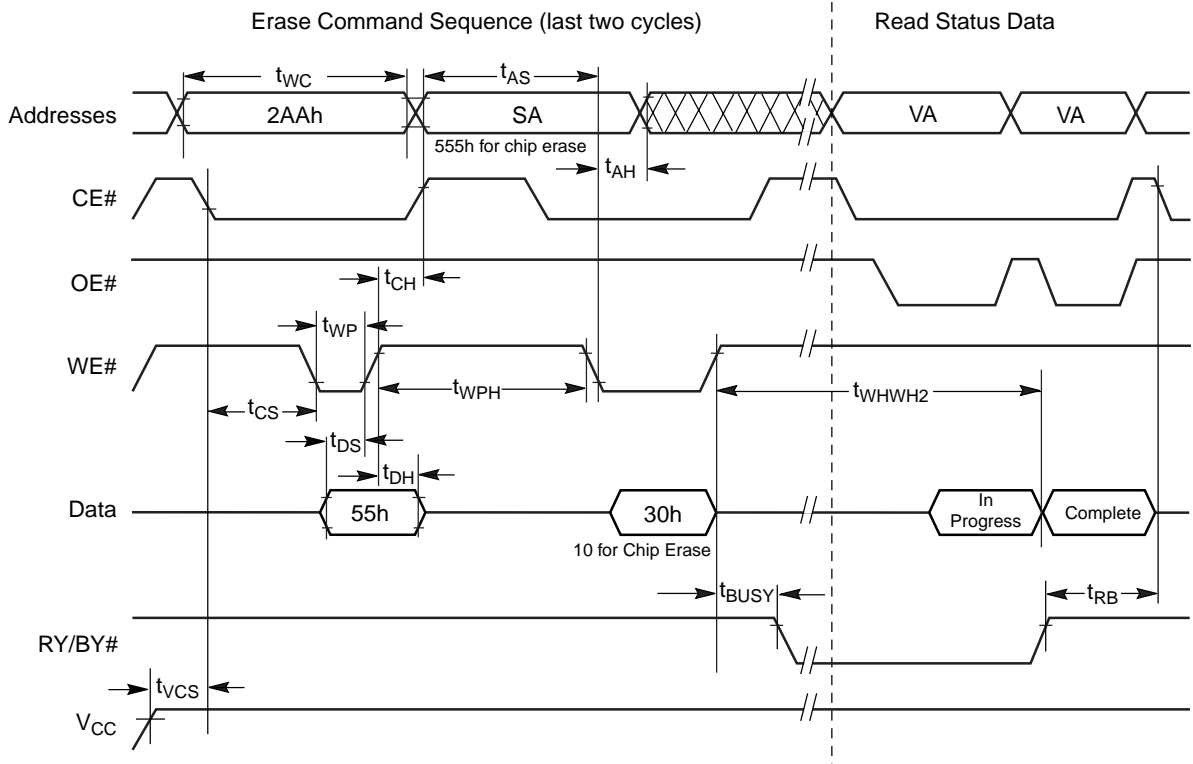 Erase Command Sequence (last two cycles)
Read Status Data
tWC
tAS
Addresses
2AAh
SA
VA
VA
555h for chip erase
tAH
CE#
tCH
OE#
tWP
WE#
tWPH
tWHWH2
tCS
tDS
tDH
Data
55h
30h
In
Progress
Complete
10 for Chip Erase
tBUSY
tRB
RY/BY#
tVCS
VCC